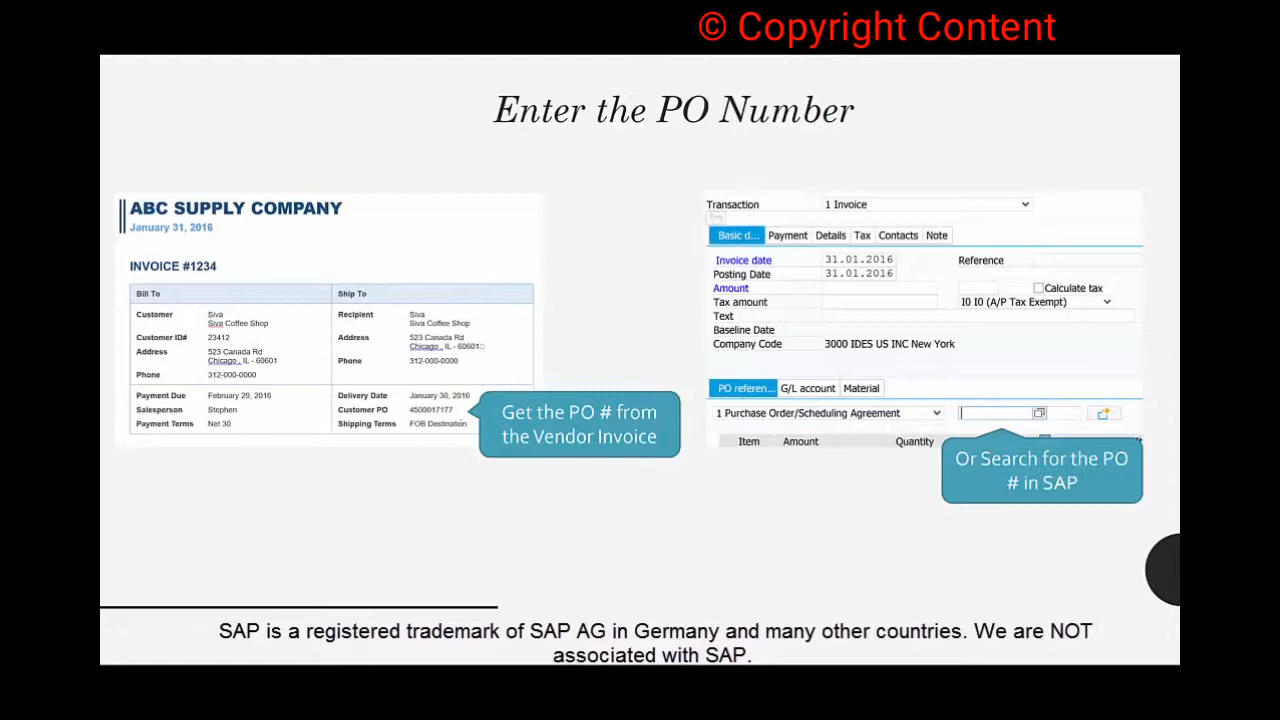 © Copyright Content
Enter the PO Number
ABC SUPPLY COMPANY
January 31, 2016
INVOICE #1234
Bill To
Ship To
Customer
Siva
Siva Coffee Shop
Recipient
Siva
Siva Coffee Shop
Customer ID#
23412
Address
523 Canada Rd
Chicago , IL - 60601
Address
523 Canada Rd
Chicago , IL - 60601
Phone
312-000-0000
Phone
312-000-0000
Payment Due
February 29, 2016
Delivery Date
January 30, 2016
Salesperson
Stephen
Customer PO
4500017177
Payment Terms
Net 30
Shipping Terms
FOB Destination
Get the PO # from
the Vendor Invoice
Transaction
1 Invoice
Basic d...
Payment
Details
Tax
Contacts
Note
Invoice date
31.01.2016
Reference
Posting Date
31.01.2016
Amount
Calculate tax
Tax amount
I0 I0 (A/P Tax Exempt)
Text
Baseline Date
Company Code
3000 IDES US INC New York
PO referen...
G/L account
Material
1 Purchase Order/Scheduling Agreement
Item
Amount
Quantity
Or Search for the PO
# in SAP
SAP is a registered trademark of SAP AG in Germany and many other countries. We are NOT
associated with SAP.